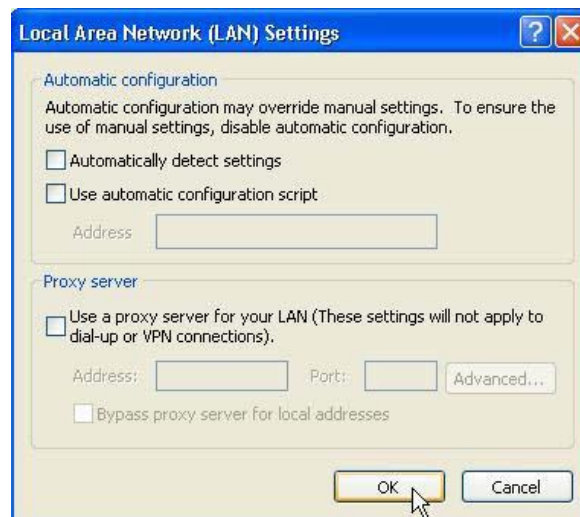 Local Area Network (LAN) Settings
Automatic configuration
Automatic configuration may override manual settings. To ensure the
use of manual settings, disable automatic configuration.
Automatically detect settings
Use automatic configuration script
Address
Proxy server
Use a proxy server for your LAN (These settings will not apply to
dial-up or VPN connections).
Address: Port: Advanced...
Bypass proxy server for local addresses
OK Cancel